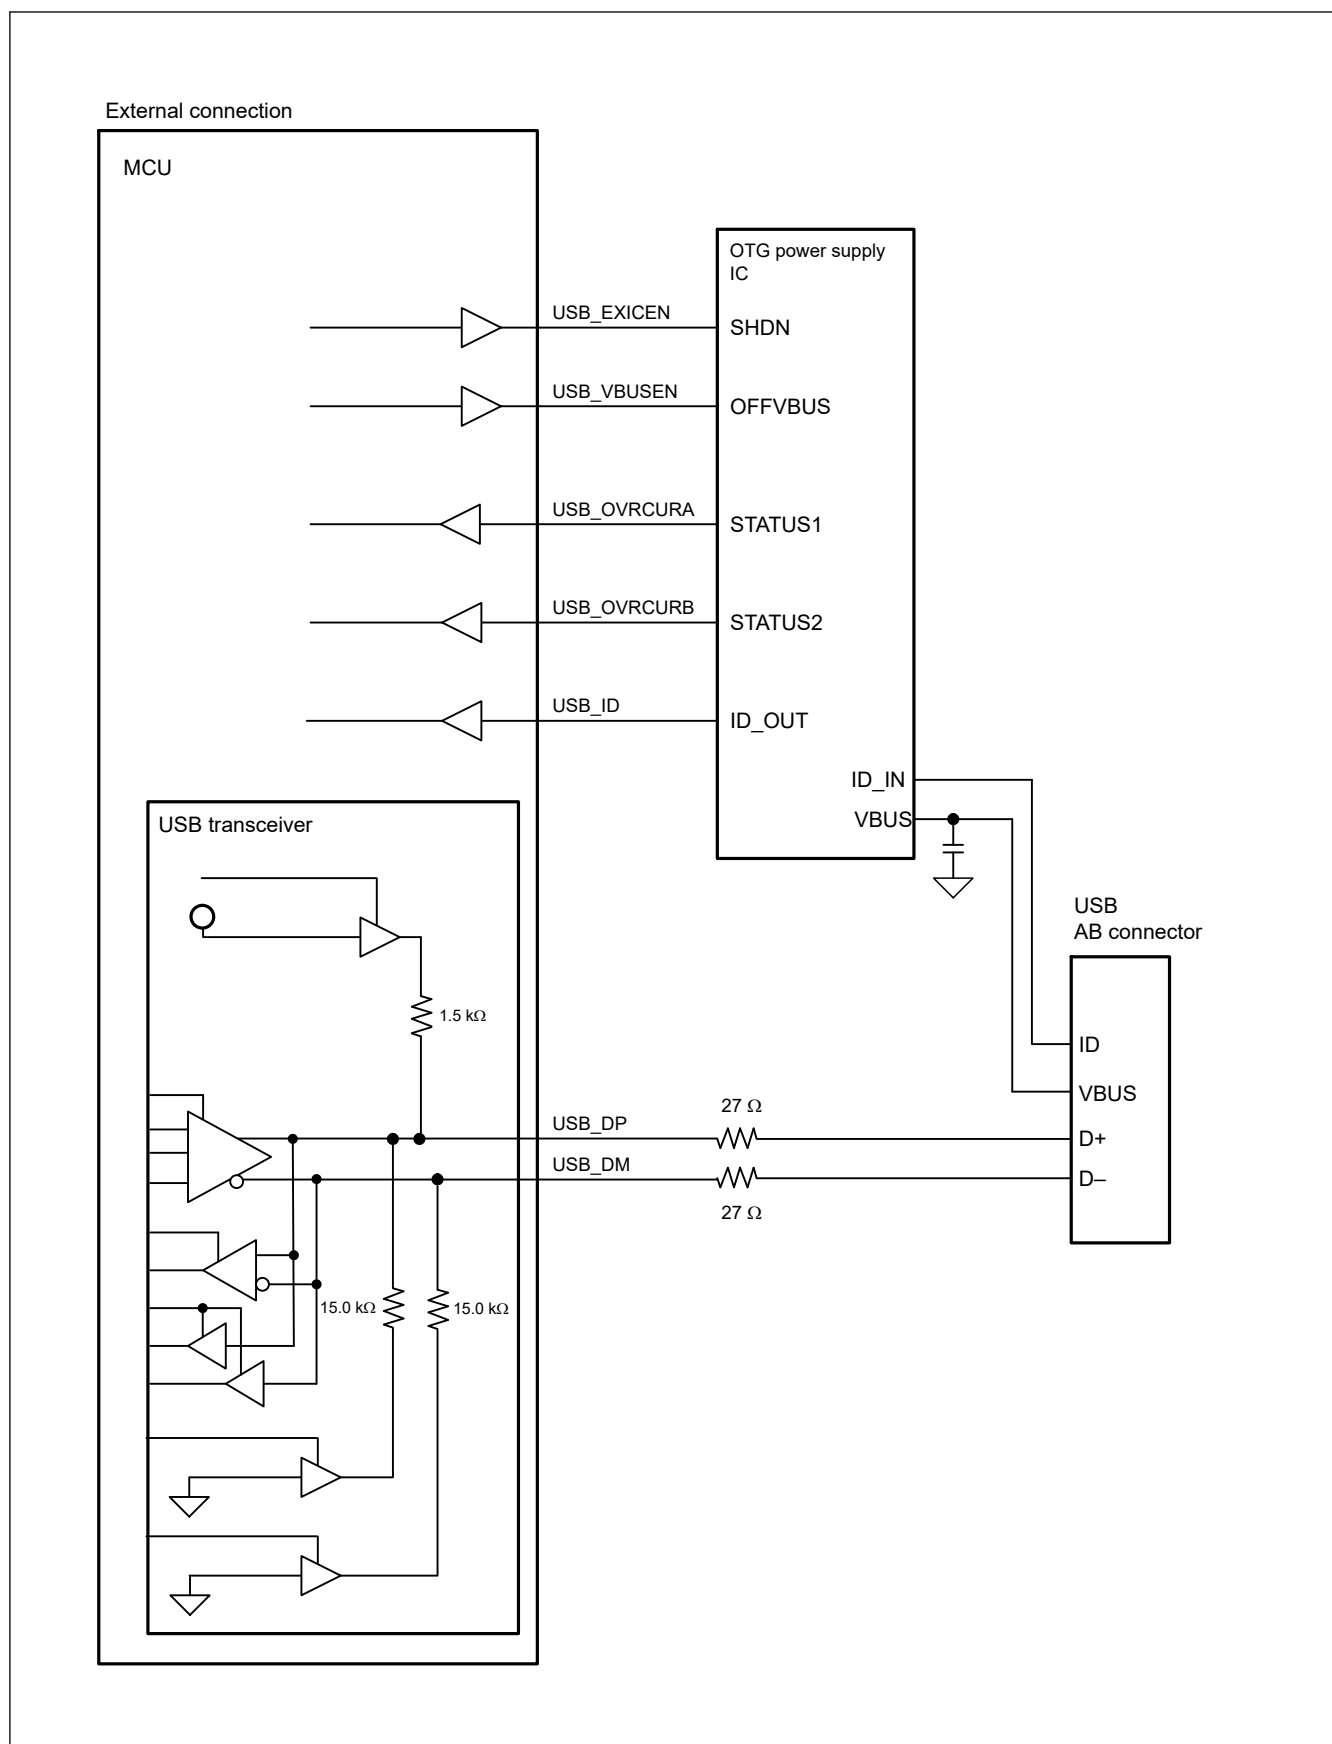 External connection
MCU
OTG power supply
IC
USB_EXICEN
SHDN
USB_VBUSEN
OFFVBUS
USB_OVRCURA
STATUS1
USB_OVRCURB
STATUS2
USB_ID
ID_OUT
ID_IN
VBUS
USB transceiver
USB
AB connector
1.5 kΩ
ID
VBUS
27 Ω
USB_DP
D+
USB_DM
D–
27 Ω
15.0 kΩ
15.0 kΩ